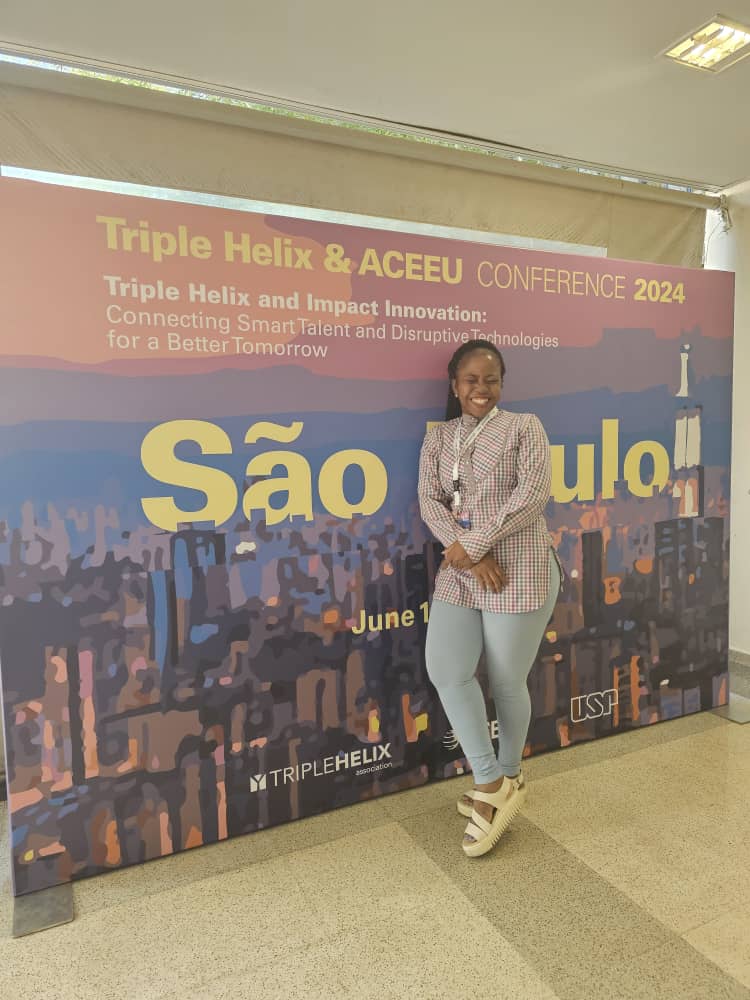 Triple Helix & ACEEU CONFERENCE 2024
Triple Helix and Impact Innovation:
Connecting Smart Talent and Disruptive Technologies
for a Better Tomorrow
São ulo
June 1
TRIPLEHELIX
association
USP